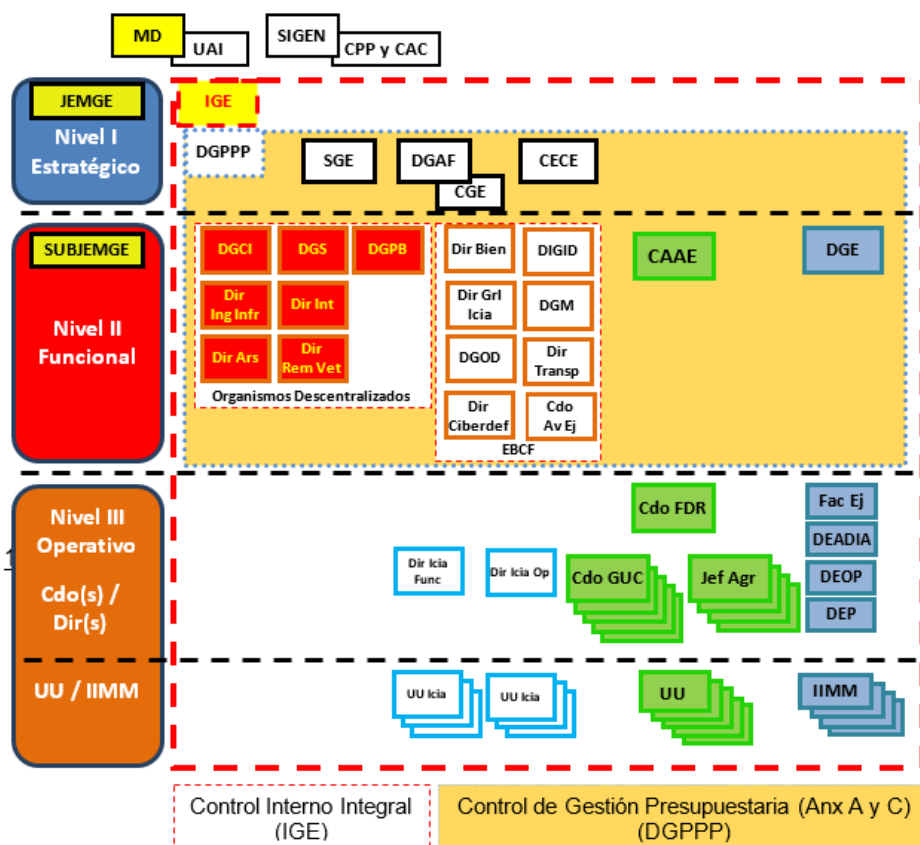 MD
UAI
SIGEN
CPP y CAC
JEMGE
Nivel I
Estratégico
IGE
DGPPP
SGE
DGAF
CGE
CECE
SUBJEMGE
Nivel II
Funcional
DGCI
DGS
DGPB
Dir
Ing Infr
Dir Int
Dir Ars
Dir
Rem Vet
Organismos Descentralizados
Dir Bien
DIGID
Dir Grl
Icia
DGM
DGOD
Dir
Transp
Dir
Ciberdef
Cdo
Av Ej
EBCF
CAAE
DGE
Nivel III
Operativo
Cdo(s) /
Dir(s)
1
Dir Icia
Func
Dir Icia Op
Cdo FDR
Cdo GUC
Jef Agr
Fac Ej
DEADIA
DEOP
DEP
UU / IIMM
UU Icia
UU Icia
UU
IIMM
Control Interno Integral
(IGE)
Control de Gestión Presupuestaria (Anx A y C)
(DGPPP)